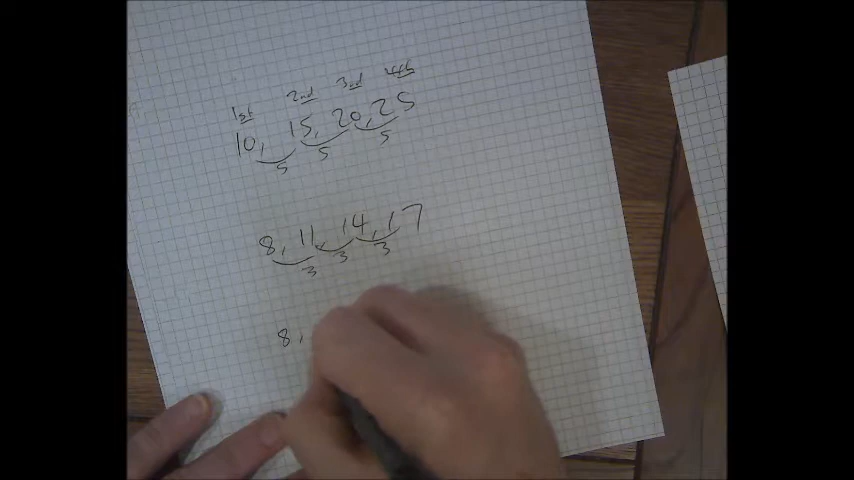 1st 2nd 3rd 4th
10, 15, 20, 25
5 5 5
8, 11, 14, 17
3 3 3
8,